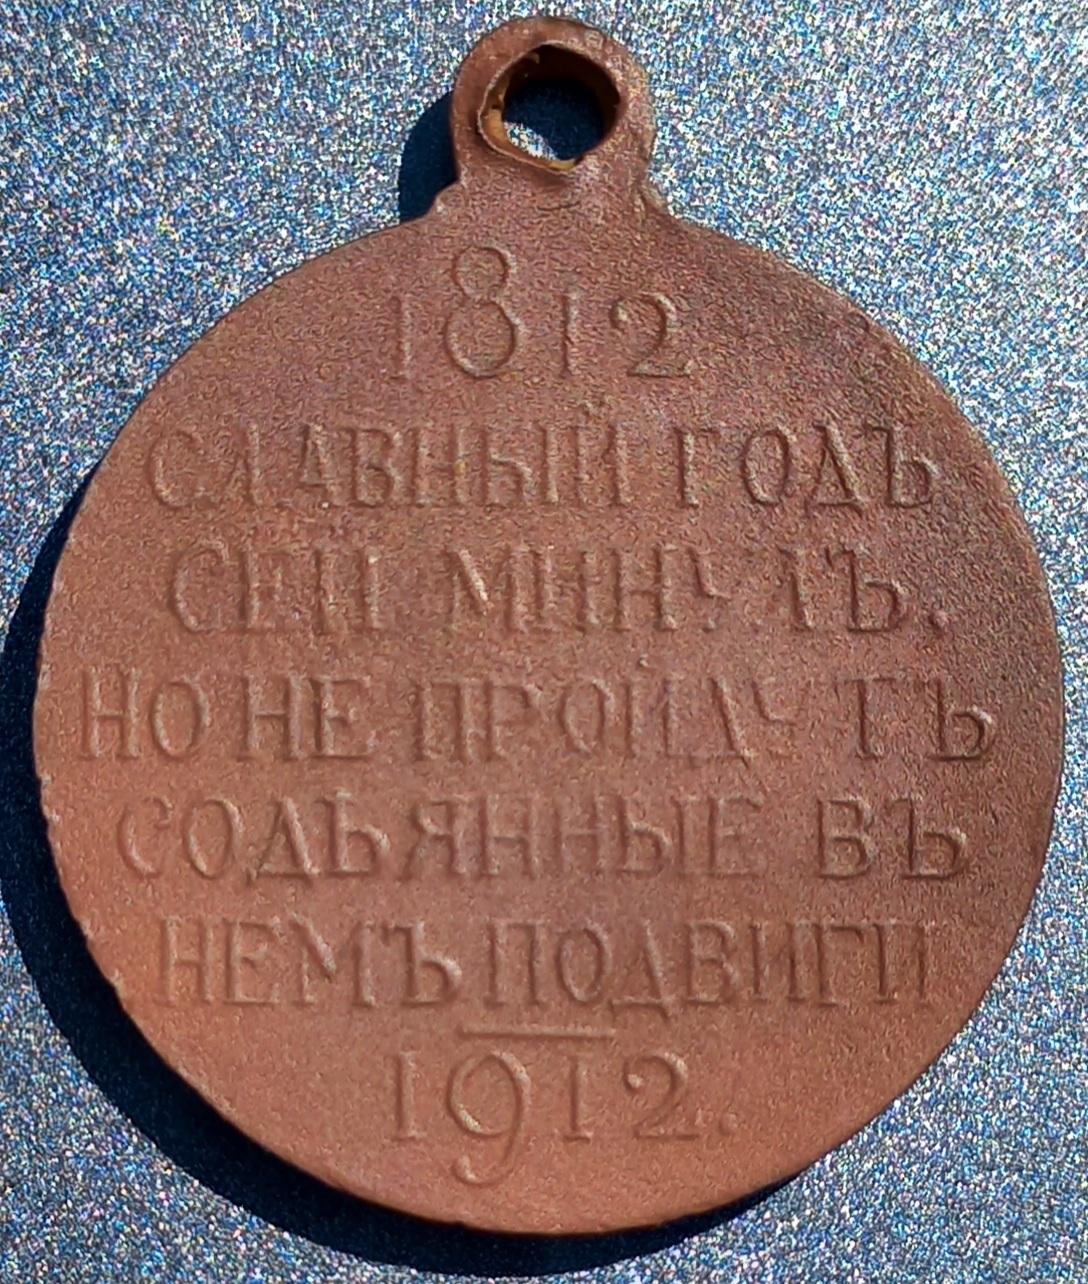 1812
СЛАВНЫЙ ГОДЪ
СЕЙ МИНУЛЪ.
НО НЕ ПРОЙДУТЪ
СОДѢЯННЫЕ ВЪ
НЕМЪ ПОДВИГИ
1912.